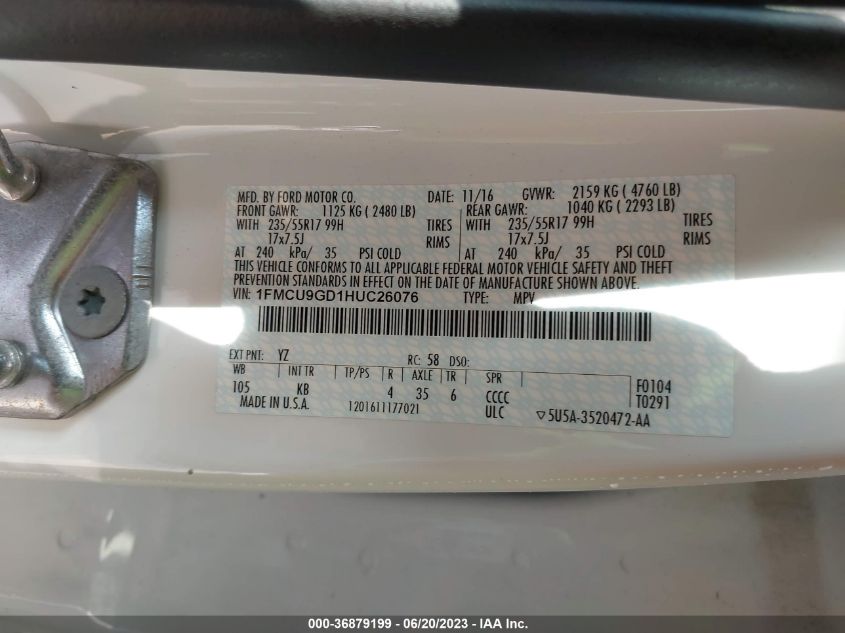 MFD. BY FORD MOTOR CO. DATE: 11/16 GVWR: 2159 KG ( 4760 LB)
FRONT GAWR: 1125 KG ( 2480 LB) REAR GAWR: 1040 KG ( 2293 LB)
WITH 235/55R17 99H TIRES WITH 235/55R17 99H TIRES
17x7.5J RIMS 17x7.5J RIMS
AT 240 kPa/ 35 PSI COLD AT 240 kPa/ 35 PSI COLD
THIS VEHICLE CONFORMS TO ALL APPLICABLE FEDERAL MOTOR VEHICLE SAFETY AND THEFT
PREVENTION STANDARDS IN EFFECT ON THE DATE OF MANUFACTURE SHOWN ABOVE.
VIN: 1FMCU9GD1HUC26076 TYPE: MPV
EXT PNT: YZ RC: 58 DSO:
WB INT TR TP/PS R AXLE TR SPR F0104
105 KB 4 35 6 CCCC T0291
MADE IN U.S.A. 1201611177021 ULC ▽5U5A-3520472-AA
000-36879199 - 06/20/2023 - IAA Inc.